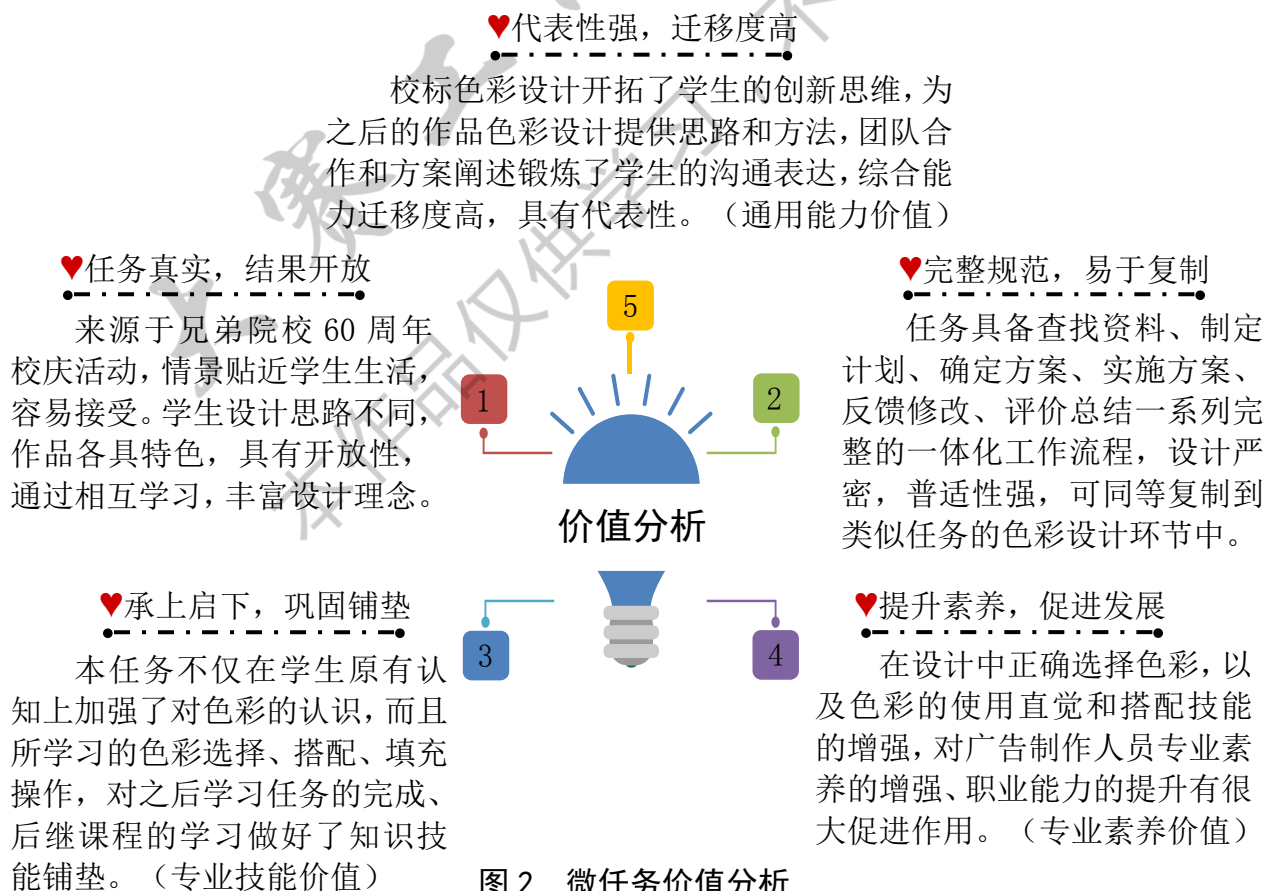 ♥代表性强，迁移度高
校标色彩设计开拓了学生的创新思维，为
之后的作品色彩设计提供思路和方法，团队合
作和方案阐述锻炼了学生的沟通表达，综合能
力迁移度高，具有代表性。（通用能力价值）
♥任务真实，结果开放
来源于兄弟院校 60 周年
校庆活动，情景贴近学生生活，
容易接受。学生设计思路不同，
作品各具特色，具有开放性，
通过相互学习，丰富设计理念。
♥完整规范，易于复制
任务具备查找资料、制定
计划、确定方案、实施方案、
反馈修改、评价总结一系列完
整的一体化工作流程，设计严
密，普适性强，可同等复制到
类似任务的色彩设计环节中。
5
1
2
价值分析
3
4
♥承上启下，巩固铺垫
本任务不仅在学生原有认
知上加强了对色彩的认识，而且
所学习的色彩选择、搭配、填充
操作，对之后学习任务的完成、
后继课程的学习做好了知识技
能铺垫。（专业技能价值）
♥提升素养，促进发展
在设计中正确选择色彩，以
及色彩的使用直觉和搭配技能
的增强，对广告制作人员专业素
养的增强、职业能力的提升有很
大促进作用。（专业素养价值）
图 2 微任务价值分析
本作品仅供学习，